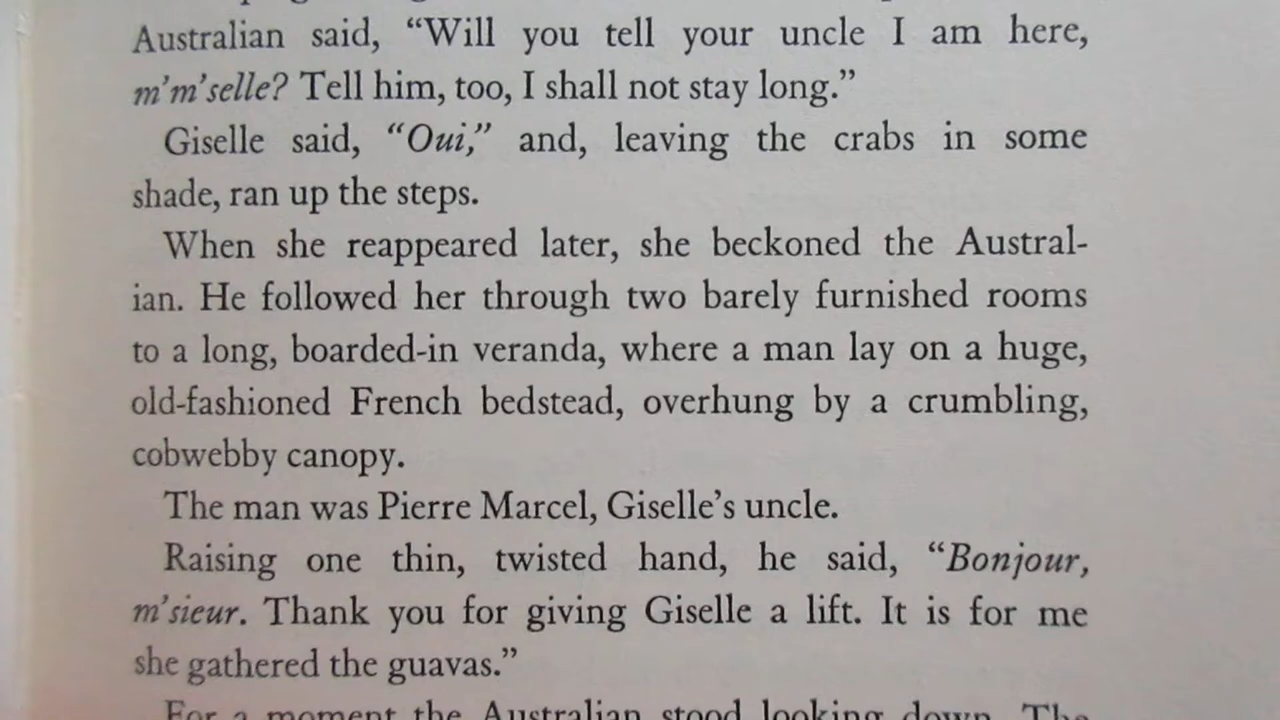 Australian said, “Will you tell your uncle I am here,
m’m’selle? Tell him, too, I shall not stay long.”
Giselle said, “Oui,” and, leaving the crabs in some
shade, ran up the steps.
When she reappeared later, she beckoned the Austral-
ian. He followed her through two barely furnished rooms
to a long, boarded-in veranda, where a man lay on a huge,
old-fashioned French bedstead, overhung by a crumbling,
cobwebby canopy.
The man was Pierre Marcel, Giselle’s uncle.
Raising one thin, twisted hand, he said, “Bonjour,
m’sieur. Thank you for giving Giselle a lift. It is for me
she gathered the guavas.”
For a moment the Australian stood looking down. The